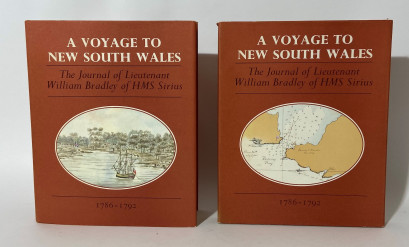 A VOYAGE TO
NEW SOUTH WALES
The Journal of Lieutenant
William Bradley of HMS Sirius
1786–1792
A VOYAGE TO
NEW SOUTH WALES
The Journal of Lieutenant
William Bradley of HMS Sirius
1786–1792